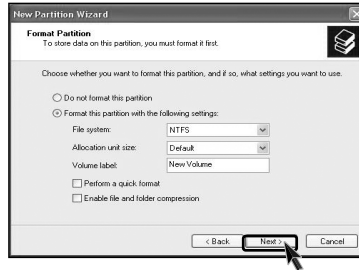 New Partition Wizard
Format Partition
To store data on this partition, you must format it first.
Choose whether you want to format this partition, and if so, what settings you want to use.
Do not format this partition
Format this partition with the following settings:
File system: NTFS
Allocation unit size: Default
Volume label: New Volume
Perform a quick format
Enable file and folder compression
< Back Next > Cancel